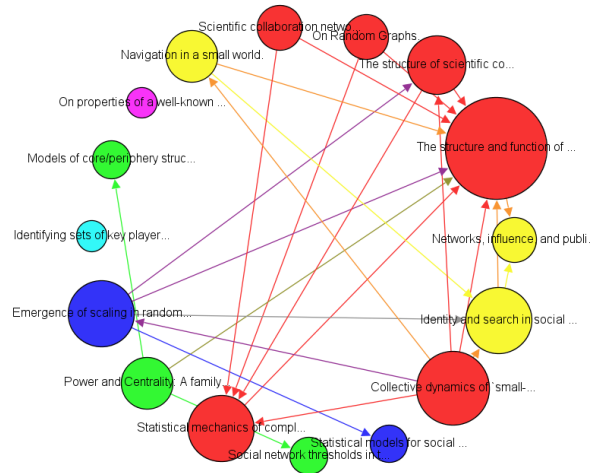 Scientific collaboration netwo...
On Random Graphs.
Navigation in a small world.
The structure of scientific co...
On properties of a well-known ...
The structure and function of ...
Models of core/periphery struc...
Identifying sets of key player...
Networks, influence, and publi...
Emergence of scaling in random...
Identity and search in social ...
Power and Centrality: A family...
Collective dynamics of `small-...
Statistical mechanics of compl...
Statistical models for social ...
Social network thresholds in t...